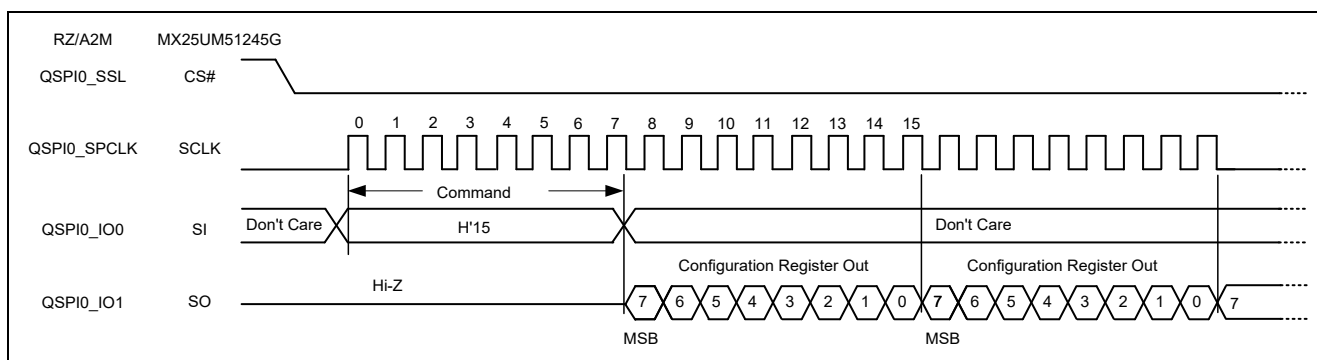 RZ/A2M MX25UM51245G
QSPI0_SSL CS#
0 1 2 3 4 5 6 7 8 9 10 11 12 13 14 15
QSPI0_SPCLK SCLK
Command
QSPI0_IO0 SI Don't Care H'15 Don't Care
Configuration Register Out Configuration Register Out
Hi-Z
QSPI0_IO1 SO 7 6 5 4 3 2 1 0 7 6 5 4 3 2 1 0 7
MSB MSB